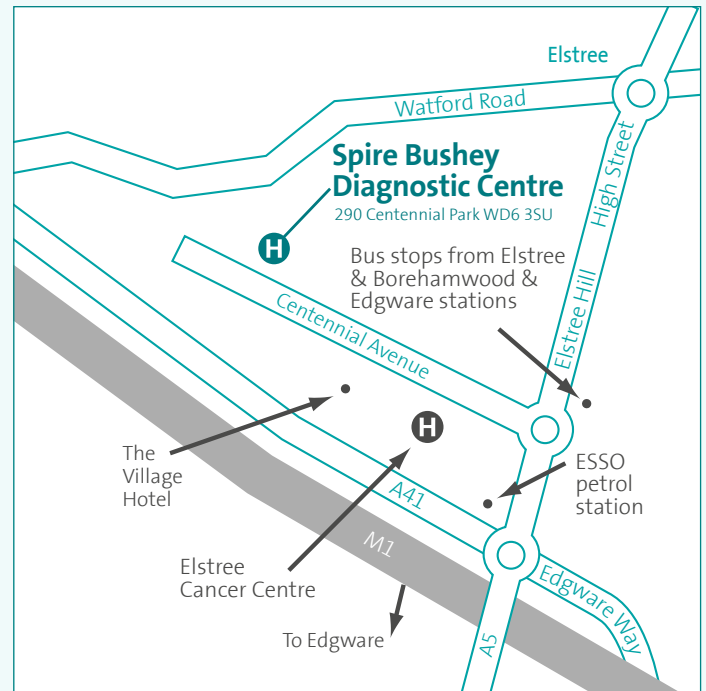 Elstree
Watford Road
Spire Bushey
Diagnostic Centre
290 Centennial Park WD6 3SU
High Street
H
Bus stops from Elstree
& Borehamwood &
Edgware stations
Centennial Avenue
Elstree Hill
H
The
Village
Hotel
ESSO
petrol
station
A41
M1
Elstree
Cancer Centre
Edgware Way
To Edgware
A5